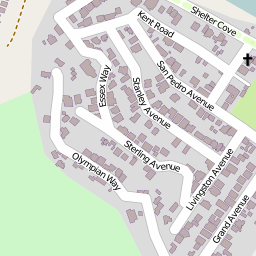 Shelter Cove
Kent Road
San Pedro Avenue
Essex Way
Stanley Avenue
Sterling Avenue
Olympian Way
Livingston Avenue
Grand Avenue